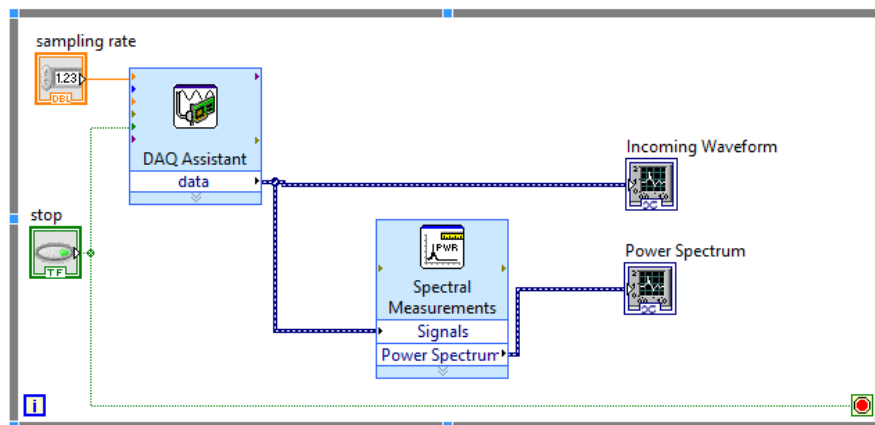 sampling rate
1.23
DBL
DAQ Assistant
data
Incoming Waveform
stop
TF
PWR
Spectral
Measurements
Signals
Power Spectrum
Power Spectrum
i